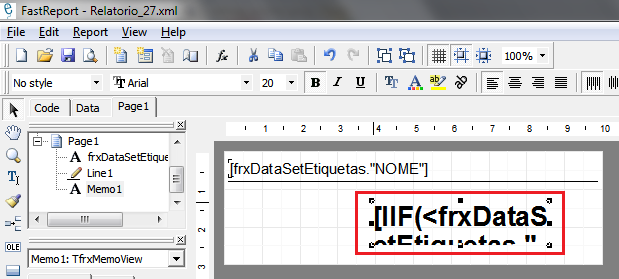 FastReport - Relatorio_27.xml
File Edit Report View Help
100%
No style Arial 20 B I U A ab
Code Data Page1
1 2 3 4 5 6 7 8 9 10
Page1
A frxDataSetEtique
Line1
A Memo1
OLE
Memo1: TfrxMemoView
1
2
3
[frxDataSetEtiquetas."NOME"]
[IIF(<frxDataS
etEtiquetas."